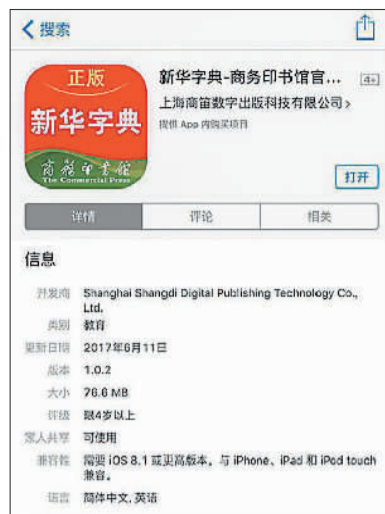 搜索
正版
新华字典
商务印书馆
The Commercial Press
新华字典-商务印书馆官...
4+
上海商笛数字出版科技有限公司>
提供 App 内购买项目
打开
详情
评论
相关
信息
开发商 Shanghai Shangdi Digital Publishing Technology Co.,
Ltd.
类别 教育
更新日期 2017年6月11日
版本 1.0.2
大小 76.6 MB
评级 限4岁以上
家人共享 可使用
兼容性 需要 iOS 8.1 或更高版本。与 iPhone、iPad 和 iPod touch
兼容。
语言 简体中文, 英语